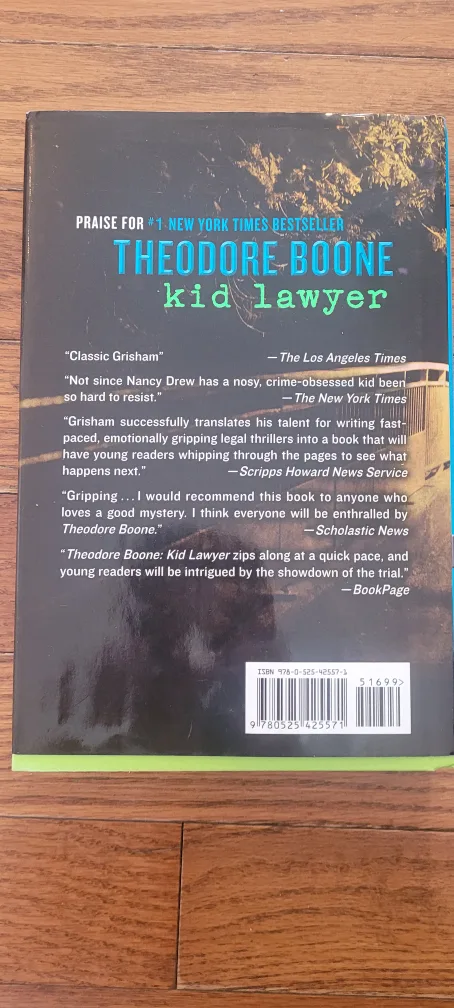 PRAISE FOR #1 NEW YORK TIMES BESTSELLER
THEODORE BOONE
kid lawyer
“Classic Grisham” —The Los Angeles Times
“Not since Nancy Drew has a nosy, crime-obsessed kid been
so hard to resist.” —The New York Times
“Grisham successfully translates his talent for writing fast-
paced, emotionally gripping legal thrillers into a book that will
have young readers whipping through the pages to see what
happens next.” —Scripps Howard News Service
“Gripping . . . I would recommend this book to anyone who
loves a good mystery. I think everyone will be enthralled by
Theodore Boone.” —Scholastic News
“Theodore Boone: Kid Lawyer zips along at a quick pace, and
young readers will be intrigued by the showdown of the trial.”
—BookPage
ISBN 978-0-525-42557-1
51699>
9 780525 425571